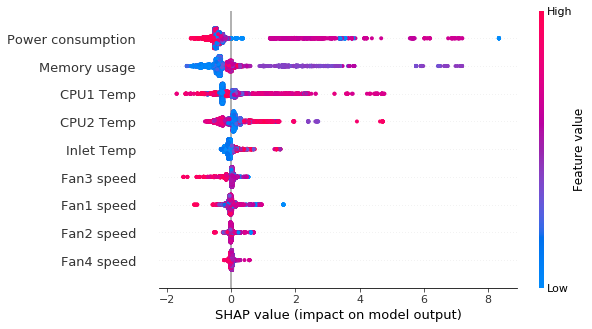 High
Power consumption
Memory usage
CPU1 Temp
CPU2 Temp
Inlet Temp
Fan3 speed
Fan1 speed
Fan2 speed
Fan4 speed
Feature value
Low
−2 0 2 4 6 8
SHAP value (impact on model output)